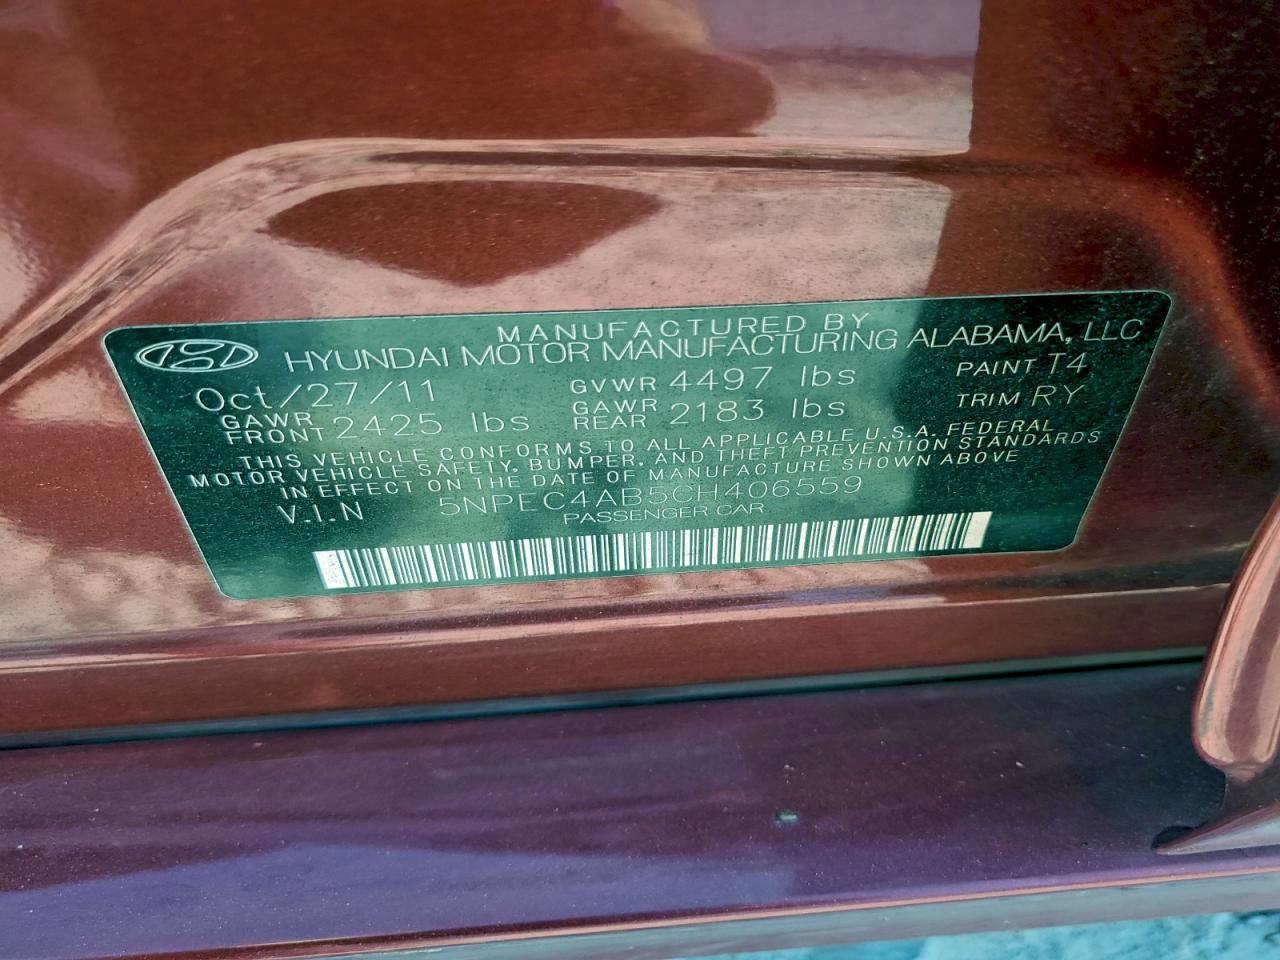 MANUFACTURED BY
HYUNDAI MOTOR MANUFACTURING ALABAMA, LLC
Oct/27/11 GVWR 4497 lbs PAINT T4
GAWR FRONT 2425 lbs GAWR REAR 2183 lbs TRIM RY
THIS VEHICLE CONFORMS TO ALL APPLICABLE U.S.A. FEDERAL
MOTOR VEHICLE SAFETY, BUMPER, AND THEFT PREVENTION STANDARDS
IN EFFECT ON THE DATE OF MANUFACTURE SHOWN ABOVE
V.I.N 5NPEC4AB5CH406559
PASSENGER CAR